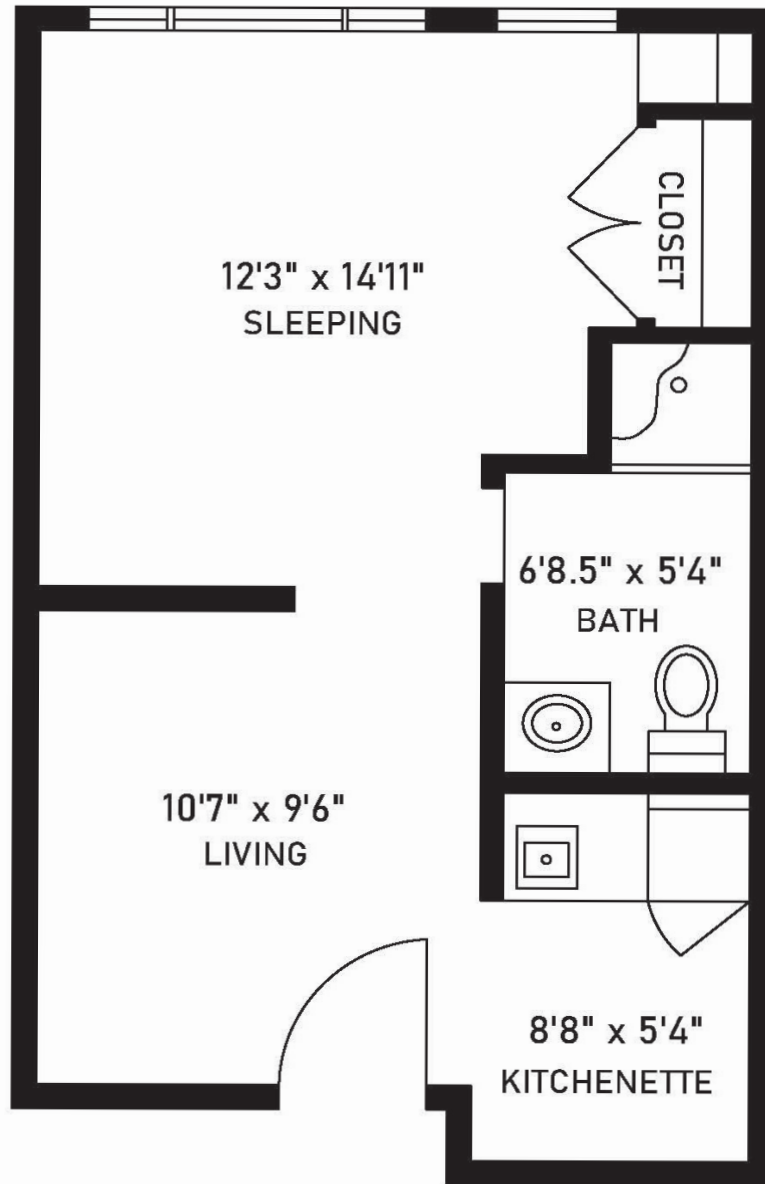 CLOSET
12'3" x 14'11"
SLEEPING
6'8.5" x 5'4"
BATH
10'7" x 9'6"
LIVING
8'8" x 5'4"
KITCHENETTE